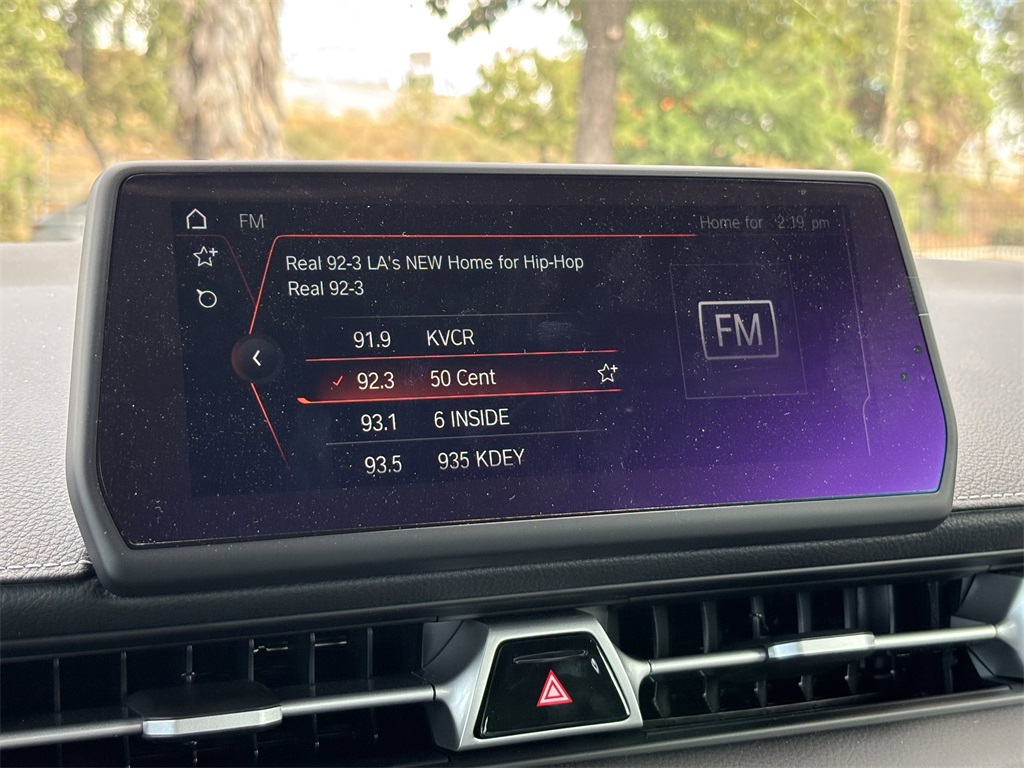 FM
Home for 2:19 pm
Real 92-3 LA's NEW Home for Hip-Hop
Real 92-3
91.9 KVCR
92.3 50 Cent
93.1 6 INSIDE
93.5 935 KDEY
FM